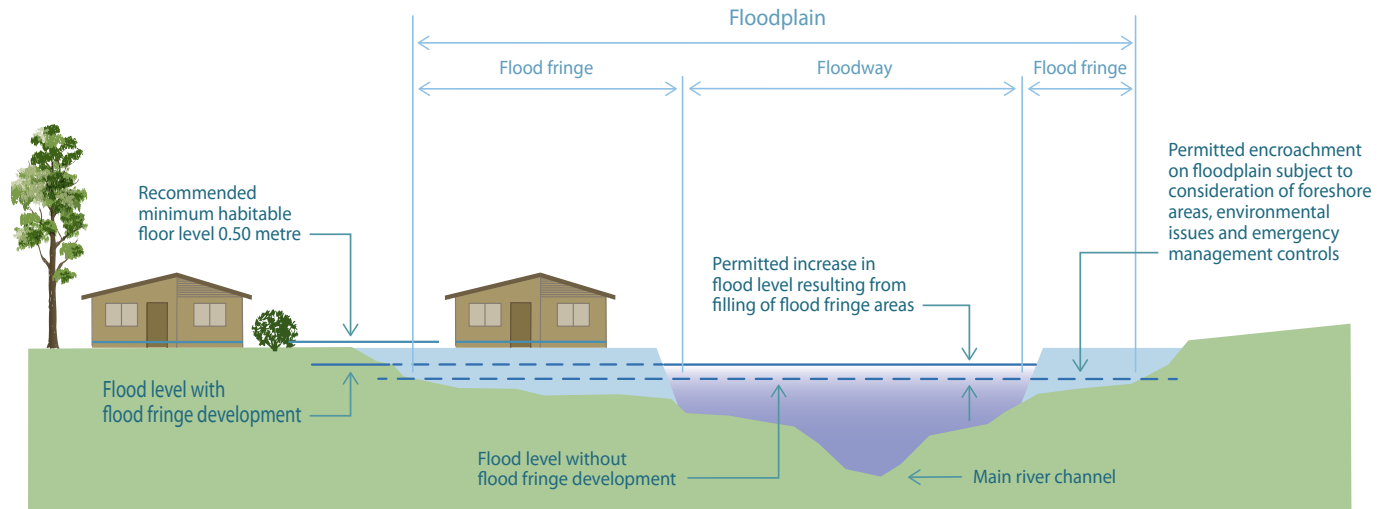 Floodplain
Flood fringe
Floodway
Flood fringe
Permitted encroachment
on floodplain subject to
consideration of foreshore
areas, environmental
issues and emergency
management controls
Recommended
minimum habitable
floor level 0.50 metre
Permitted increase in
flood level resulting from
filling of flood fringe areas
Flood level with
flood fringe development
Flood level without
flood fringe development
Main river channel